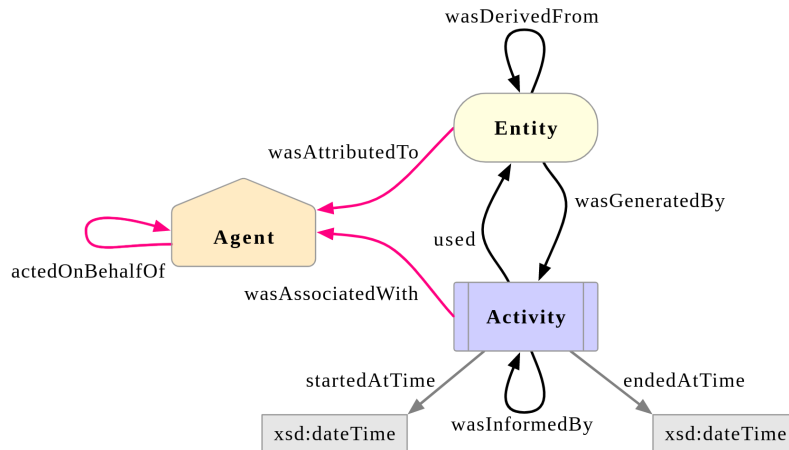 wasDerivedFrom
Entity
wasAttributedTo
wasGeneratedBy
Agent
used
actedOnBehalfOf
wasAssociatedWith
Activity
startedAtTime
endedAtTime
wasInformedBy
xsd:dateTime
xsd:dateTime